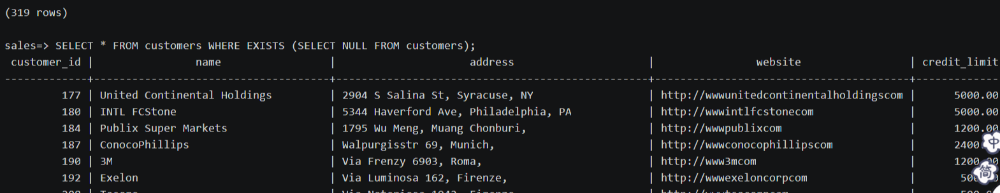 (319 rows)
sales=> SELECT * FROM customers WHERE EXISTS (SELECT NULL FROM customers);
customer_id | name | address | website | credit_limit
177 | United Continental Holdings | 2904 S Salina St, Syracuse, NY | http://wwwunitedcontinentalholdingscom | 5000.00
180 | INTL FCStone | 5344 Haverford Ave, Philadelphia, PA | http://wwwintlfcstonecom | 5000.00
184 | Publix Super Markets | 1795 Wu Meng, Muang Chonburi, | http://wwwpublixcom | 1200.00
187 | ConocoPhillips | Walpurgisstr 69, Munich, | http://wwwconocophillipscom | 2400
190 | 3M | Via Frenzy 6903, Roma, | http://www3mcom | 1200.00
192 | Exelon | Via Luminosa 162, Firenze, | http://wwwexeloncorpcom | 50
中
简